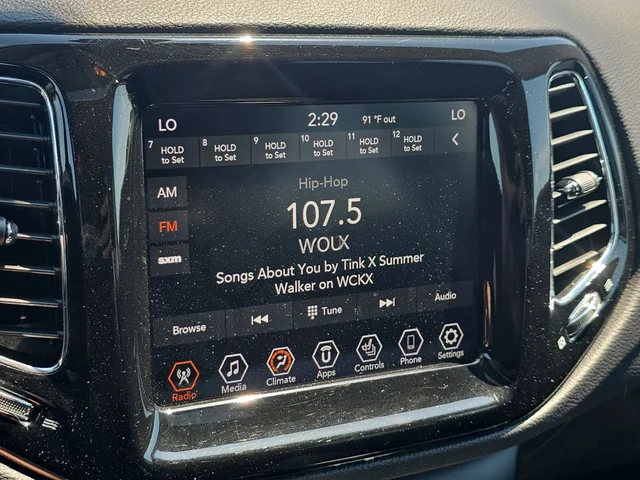 LO 2:29 91 °F out LO
7 HOLD to Set 8 HOLD to Set 9 HOLD to Set 10 HOLD to Set 11 HOLD to Set 12 HOLD to Set
AM
Hip-Hop
FM
107.5
WOUX
sxm
Songs About You by Tink X Summer
Walker on WCKX
Browse Tune Audio
Radio Media Climate Apps Controls Phone Settings